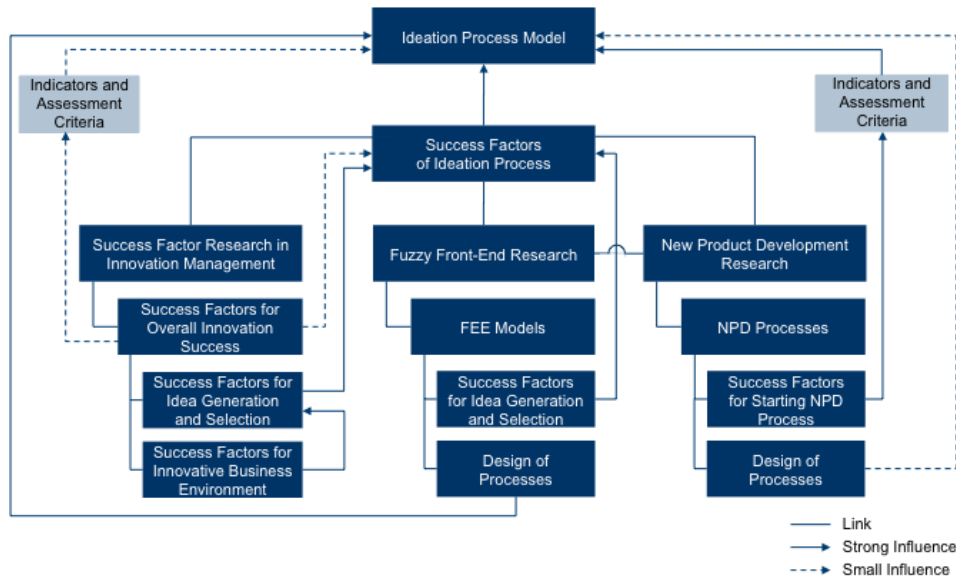 Ideation Process Model
Indicators and
Assessment
Criteria
Indicators and
Assessment
Criteria
Success Factors
of Ideation Process
Success Factor Research in
Innovation Management
Fuzzy Front-End Research
New Product Development
Research
Success Factors for
Overall Innovation
Success
FEE Models
NPD Processes
Success Factors for
Idea Generation
and Selection
Success Factors
for Idea Generation
and Selection
Success Factors
for Starting NPD
Process
Success Factors for
Innovative Business
Environment
Design of
Processes
Design of
Processes
Link
Strong Influence
Small Influence